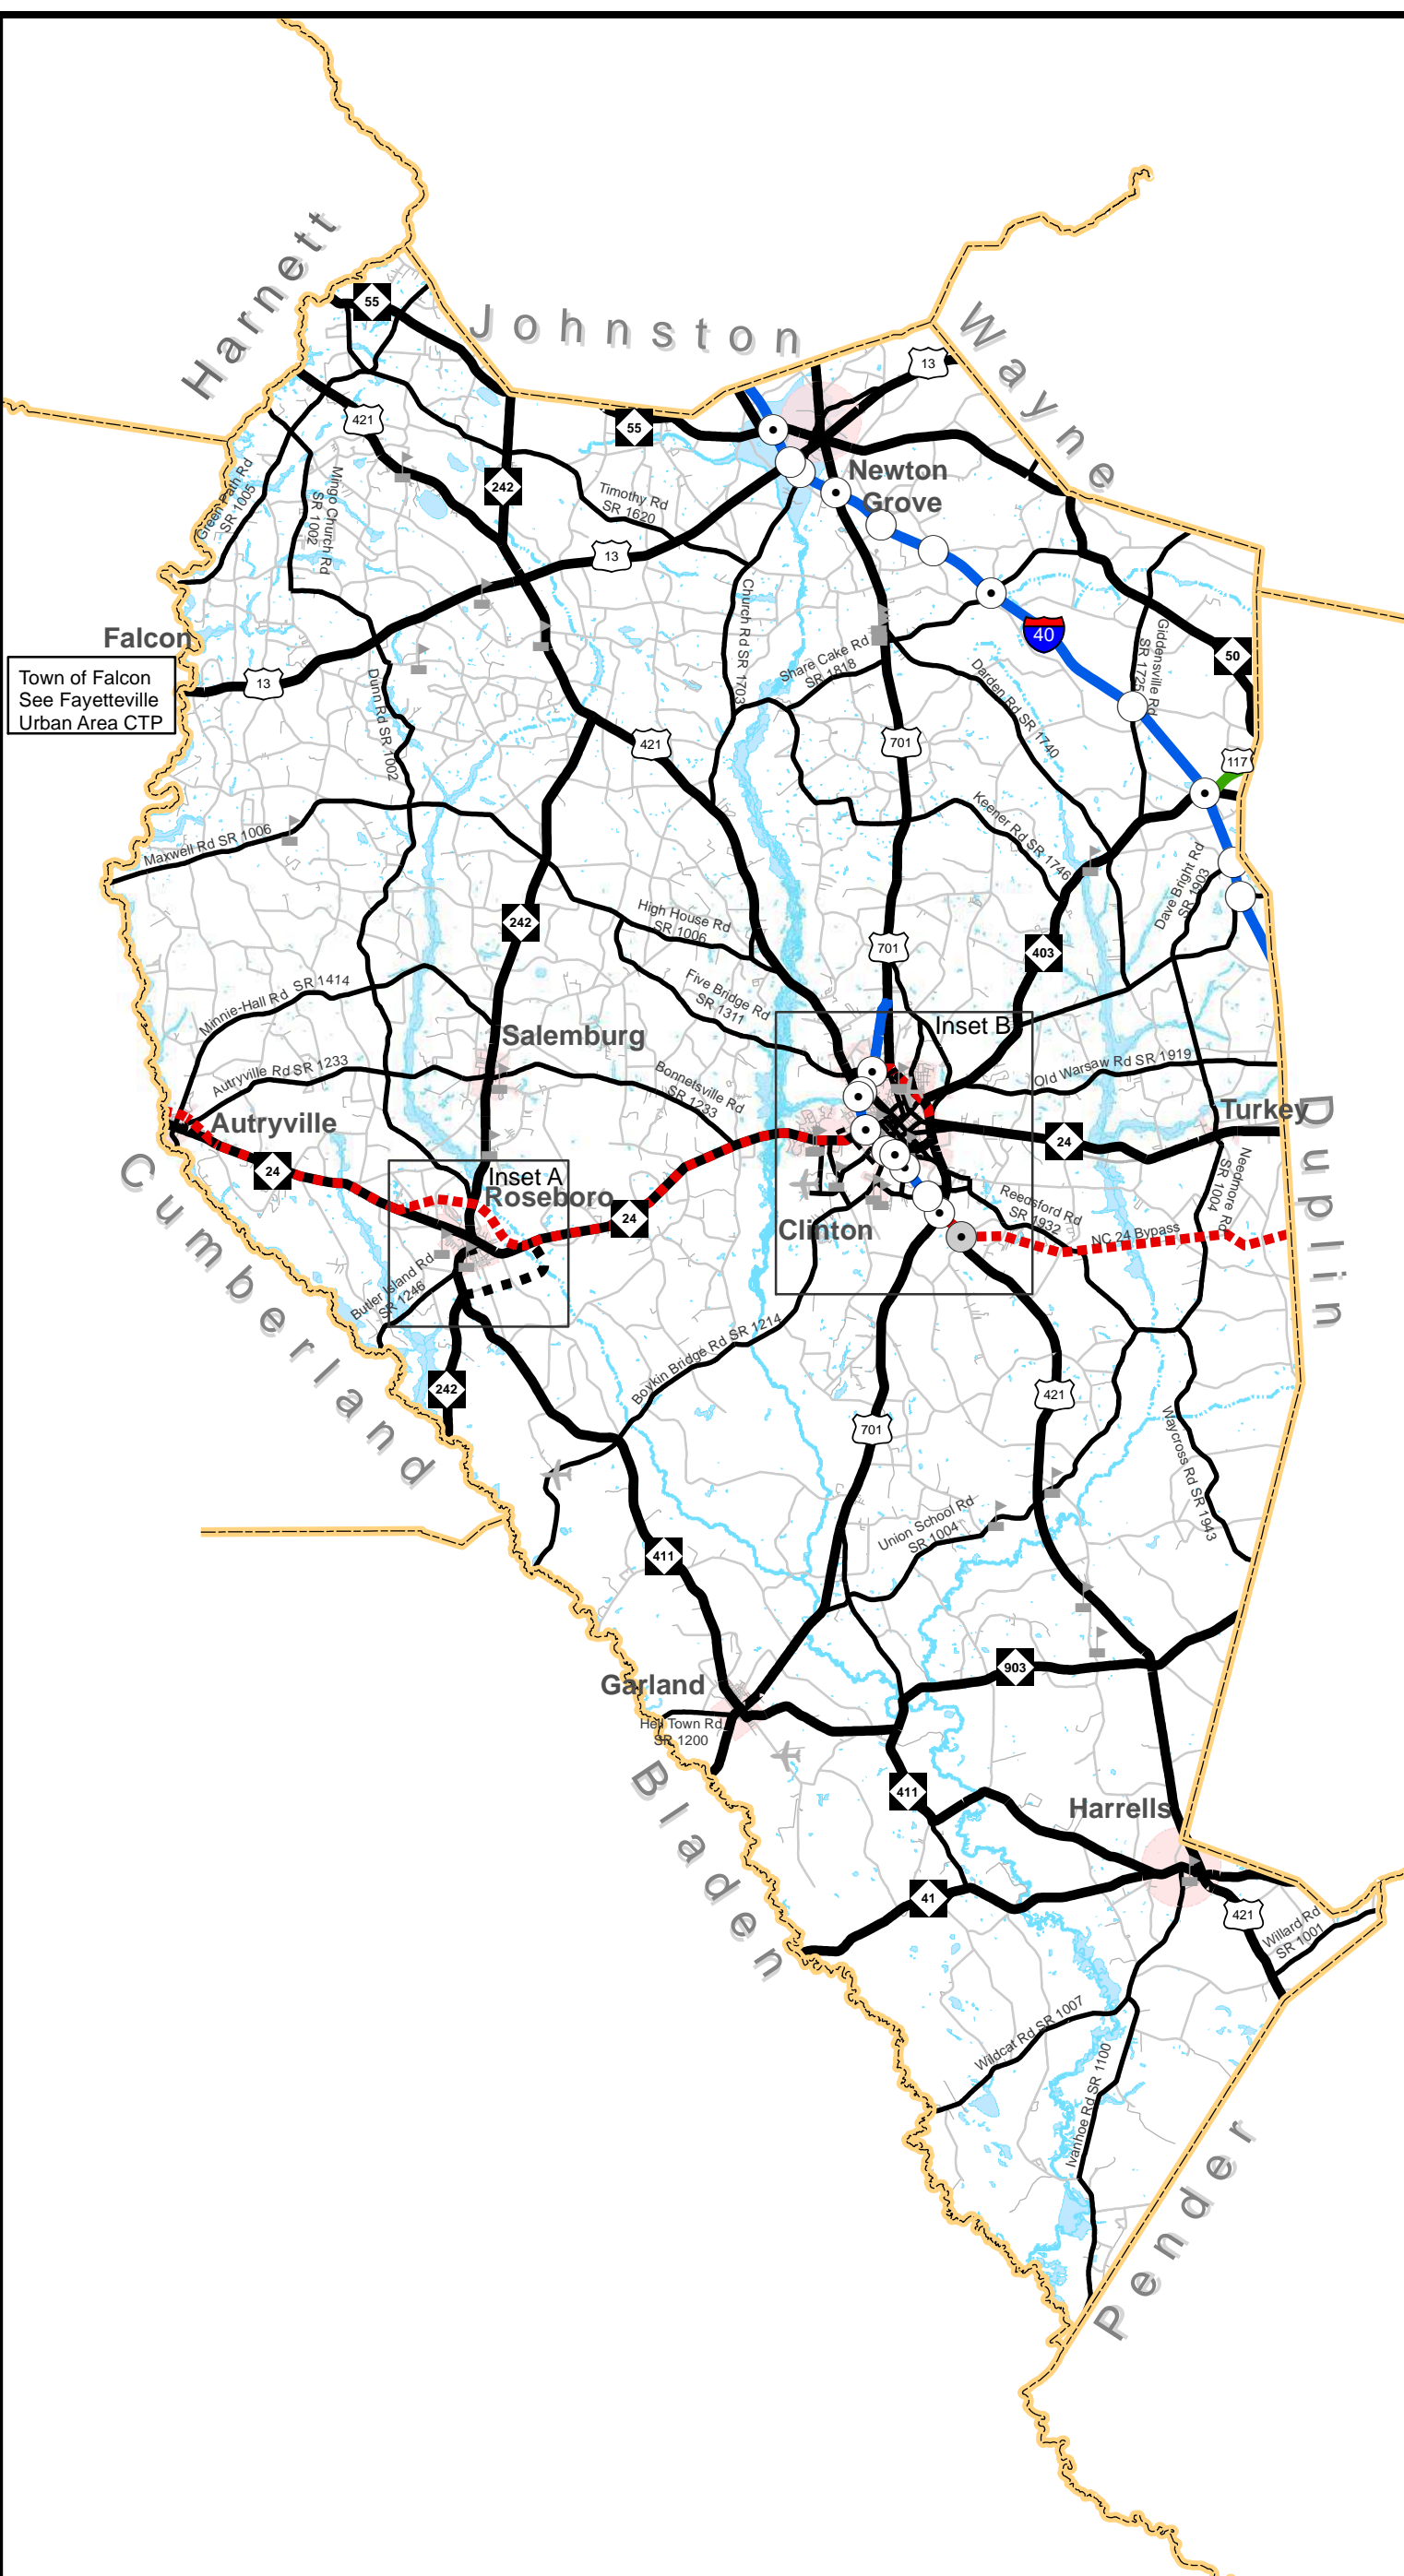 Harnett
Johnston
Wayne
55
13
421
55
242
Newton
Grove
Green Path Rd
SR 1005
Mingo Church Rd
SR 1002
Timothy Rd
SR 1620
13
Church Rd SR 1703
Share Cake Rd
SR 1818
40
Giddensville Rd
SR 1725
50
Falcon
Town of Falcon
See Fayetteville
Urban Area CTP
13
Dunn Rd SR 1002
421
701
Darden Rd SR 1740
117
Maxwell Rd SR 1006
Keener Rd SR 1746
Dave Bright Rd
SR 1903
242
High House Rd
SR 1006
701
403
Minnie-Hall Rd SR 1414
Five Bridge Rd
SR 1311
Salemburg
Inset B
Autryville Rd SR 1233
Bonnetsville Rd
SR 1233
Old Warsaw Rd SR 1919
Autryville
Turkey
24
24
Duplin
Cumberland
Inset A
Roseboro
24
Needmore Rd
SR 1004
Reedsford Rd
SR 1932
Clinton
NC 24 Bypass
Butler Island Rd
SR 1246
Boykin Bridge Rd SR 1214
242
421
701
Waycross Rd SR 1943
Union School Rd
SR 1004
411
903
Garland
Hell Town Rd
SR 1200
Bladen
411
Harrells
41
421
Willard Rd
SR 1001
Wildcat Rd SR 1007
Ivanhoe Rd SR 1100
Pender